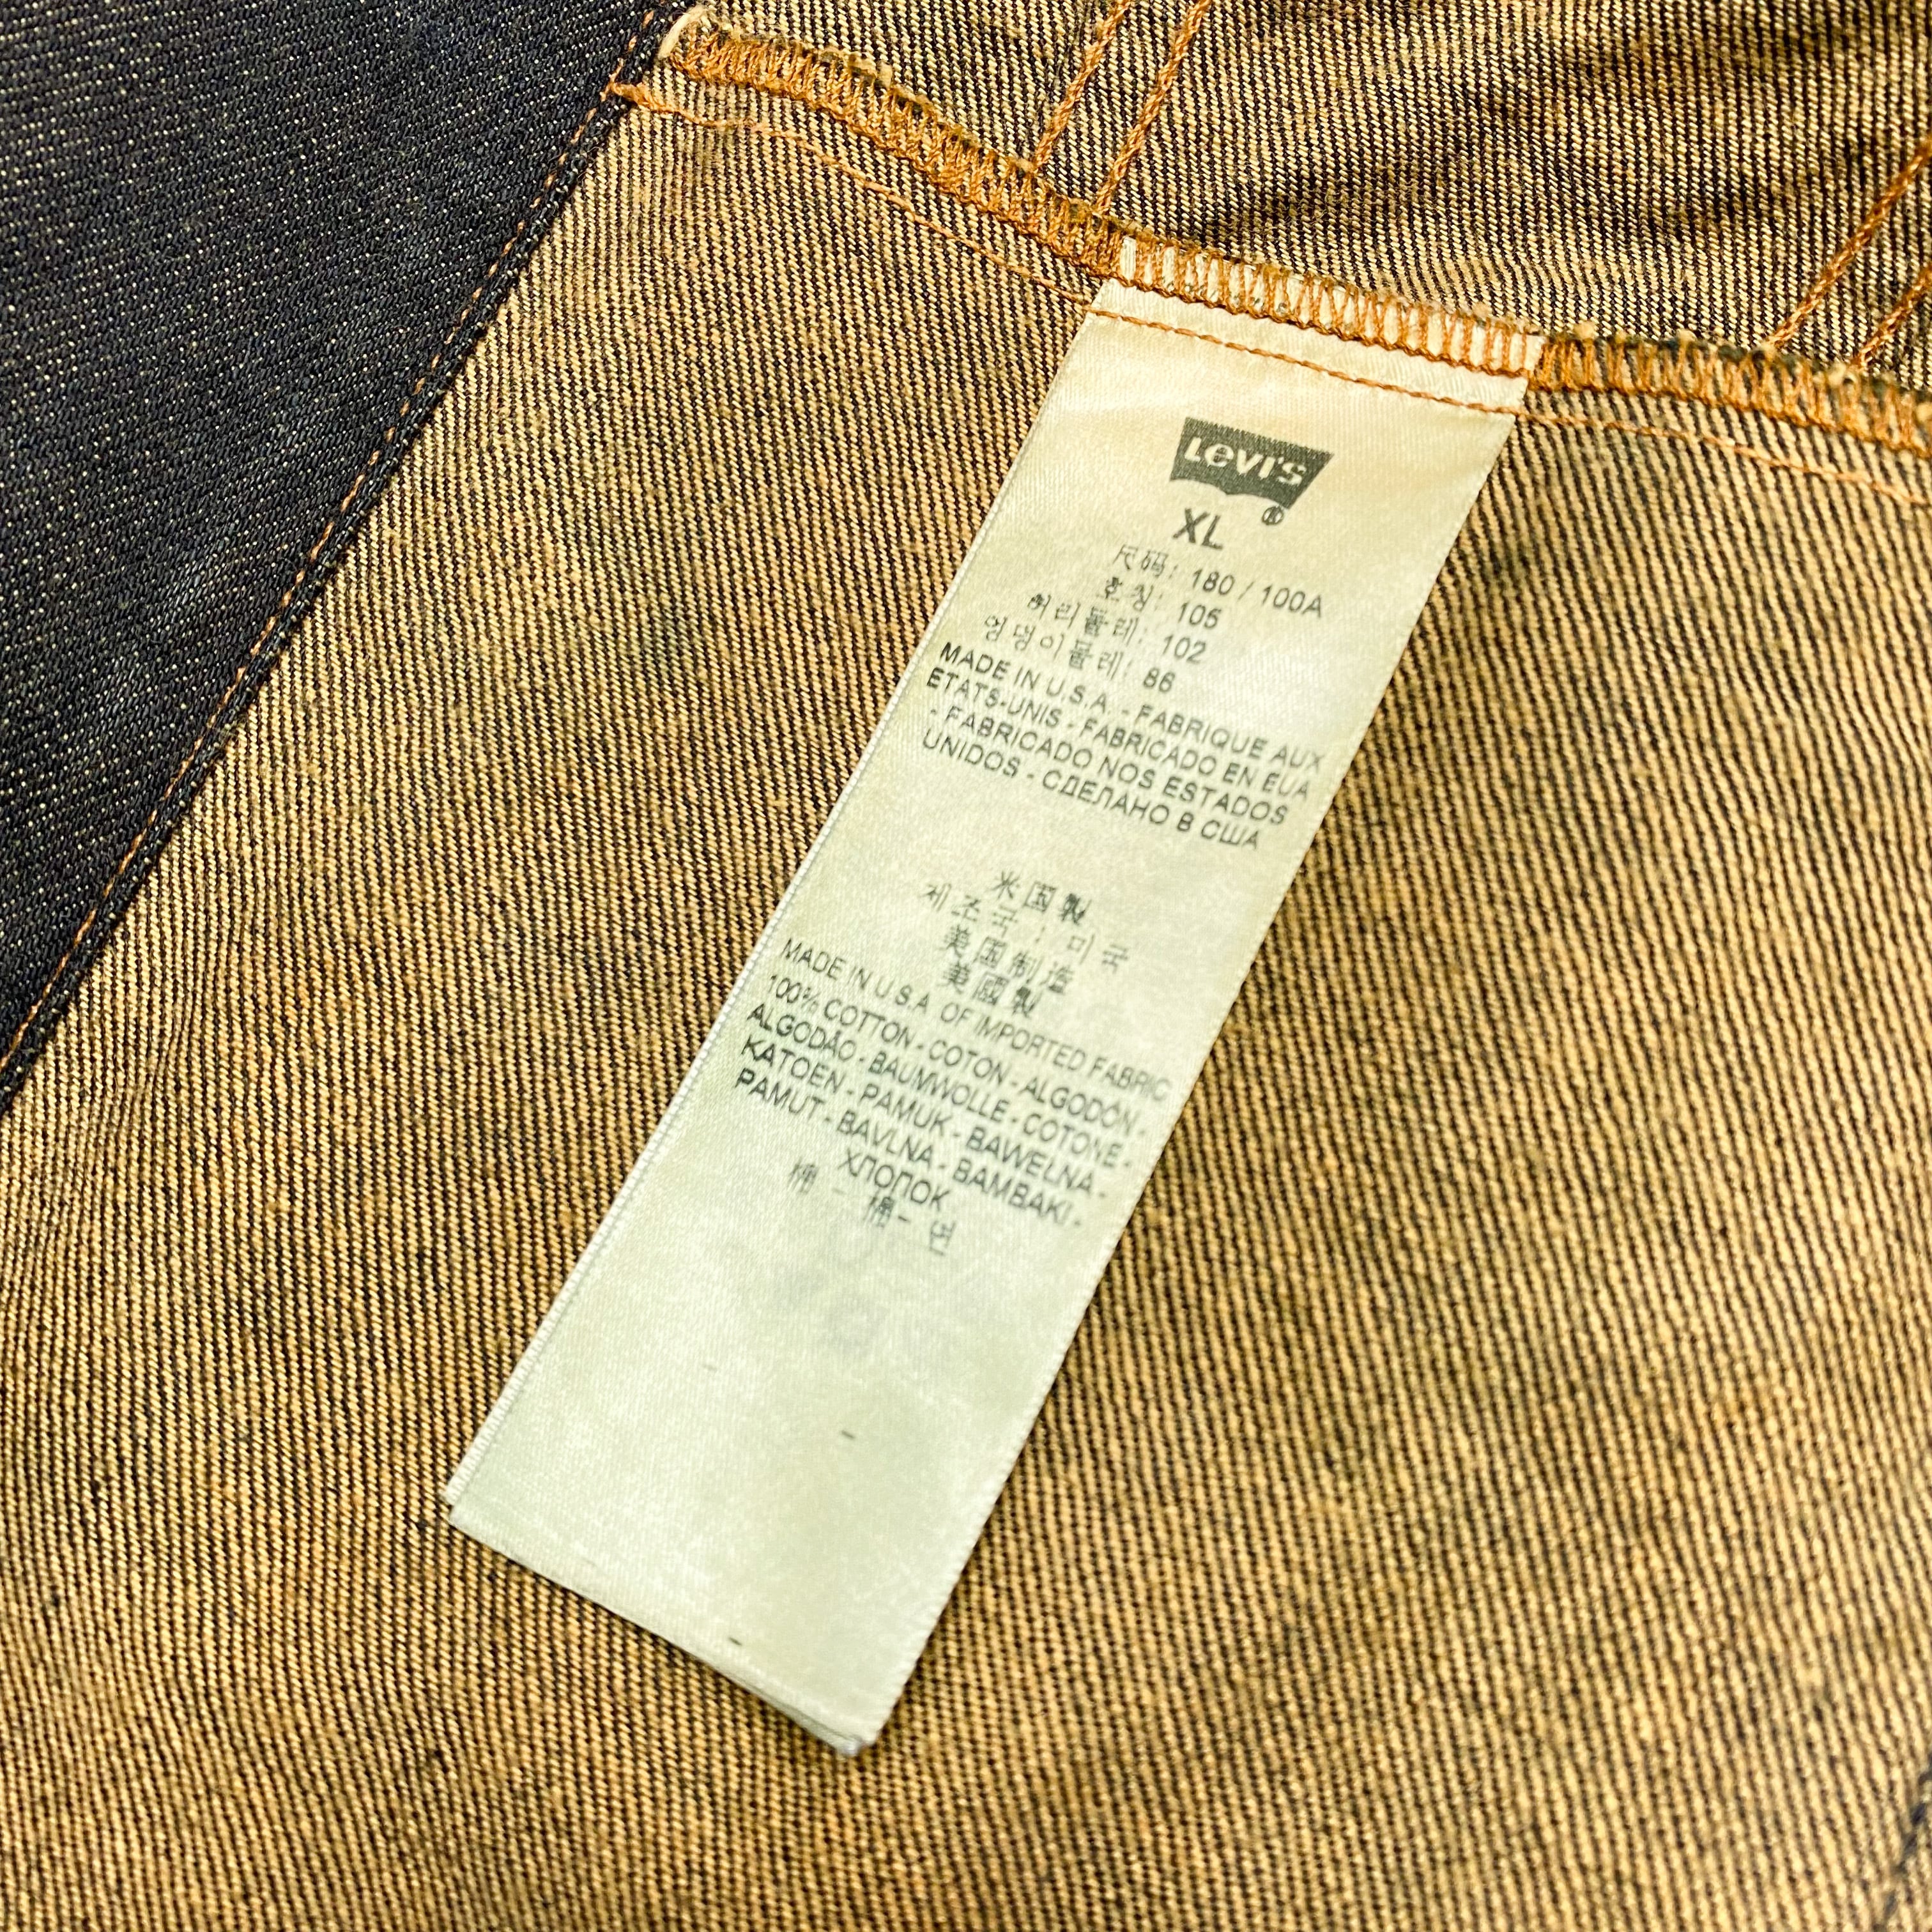 Levi's
®
XL
尺码: 180 / 100A
호칭: 105
허리둘레: 102
엉덩이둘레: 86
MADE IN U.S.A. - FABRIQUE AUX
ETATS-UNIS - FABRICADO EN EUA
- FABRICADO NOS ESTADOS
UNIDOS - СДЕЛАНО В США
米国製
제조국: 미국
美国制造
美國製
MADE IN U.S.A. OF IMPORTED FABRIC
100% COTTON - COTON - ALGODÓN -
ALGODÃO - BAUMWOLLE - COTONE -
KATOEN - PAMUK - BAWELNA -
PAMUT - BAVLNA - BAMBAKI -
ХЛОПОК
棉 - 棉 - 면